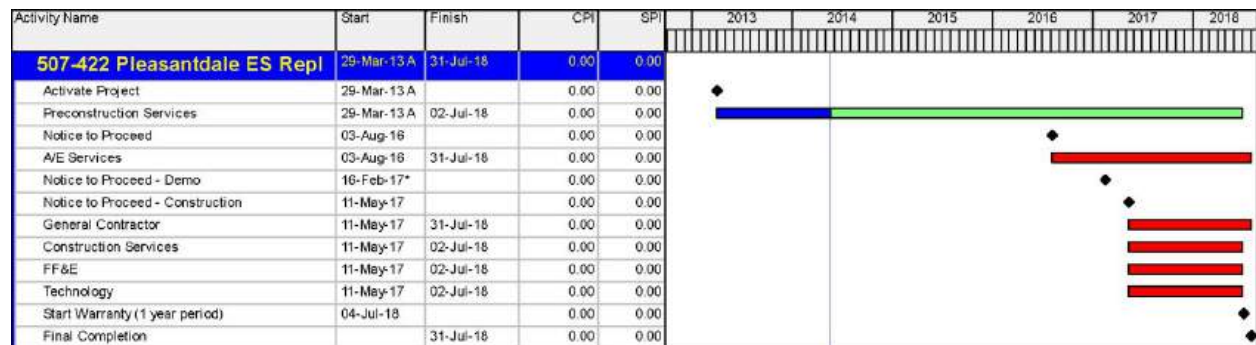 Activity Name Start Finish CPI SPI 2013 2014 2015 2016 2017 2018
507-422 Pleasantdale ES Repl 29-Mar-13 A 31-Jul-18 0.00 0.00
Activate Project 29-Mar-13 A 0.00 0.00
Preconstruction Services 29-Mar-13 A 02-Jul-18 0.00 0.00
Notice to Proceed 03-Aug-16 0.00 0.00
A/E Services 03-Aug-16 31-Jul-18 0.00 0.00
Notice to Proceed - Demo 16-Feb-17* 0.00 0.00
Notice to Proceed - Construction 11-May-17 0.00 0.00
General Contractor 11-May-17 31-Jul-18 0.00 0.00
Construction Services 11-May-17 02-Jul-18 0.00 0.00
FF&E 11-May-17 02-Jul-18 0.00 0.00
Technology 11-May-17 02-Jul-18 0.00 0.00
Start Warranty (1 year period) 04-Jul-18 0.00 0.00
Final Completion 31-Jul-18 0.00 0.00